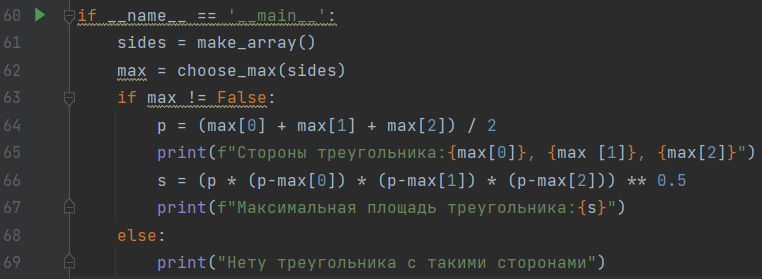 60 if __name__ == '__main__':
61     sides = make_array()
62     max = choose_max(sides)
63     if max != False:
64         p = (max[0] + max[1] + max[2]) / 2
65         print(f"Стороны треугольника:{max[0]}, {max [1]}, {max[2]}")
66         s = (p * (p-max[0]) * (p-max[1]) * (p-max[2])) ** 0.5
67         print(f"Максимальная площадь треугольника:{s}")
68     else:
69         print("Нету треугольника с такими сторонами")